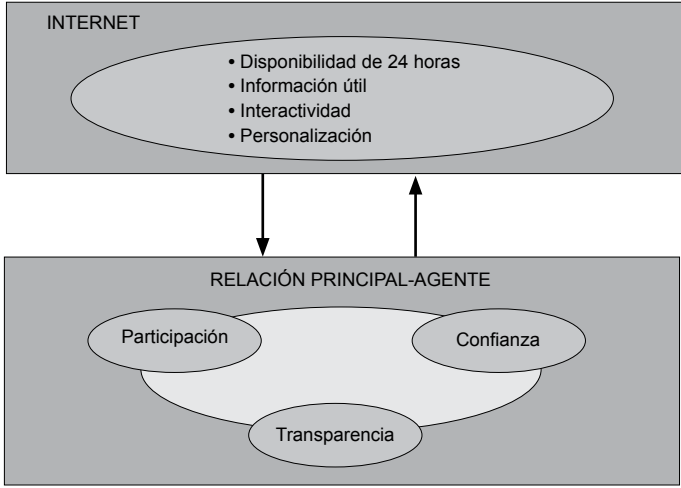 INTERNET
• Disponibilidad de 24 horas
• Información útil
• Interactividad
• Personalización
RELACIÓN PRINCIPAL-AGENTE
Participación
Confianza
Transparencia